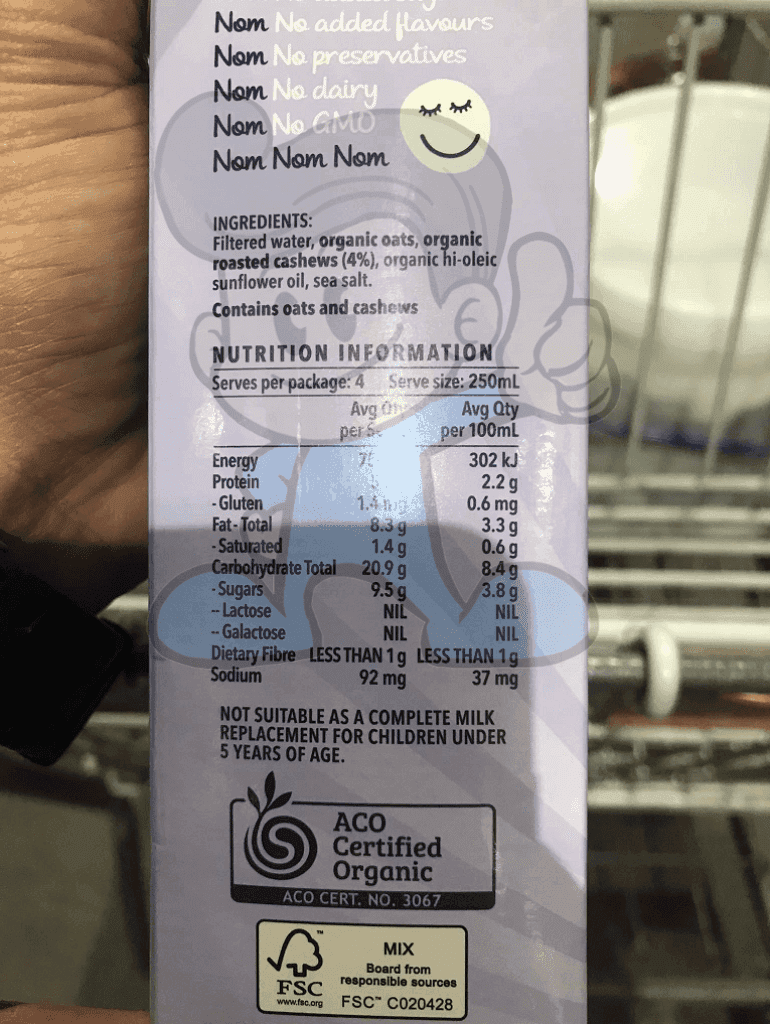 Nom No added flavours
Nom No preservatives
Nom No dairy
Nom No GMO
Nom Nom Nom
INGREDIENTS:
Filtered water, organic oats, organic
roasted cashews (4%), organic hi-oleic
sunflower oil, sea salt.
Contains oats and cashews
NUTRITION INFORMATION
Serves per package: 4 Serve size: 250mL
Avg Qty Avg Qty
per per 100mL
Energy 302 kJ
Protein 2.2 g
- Gluten 1.4 mg 0.6 mg
Fat - Total 8.3 g 3.3 g
- Saturated 1.4 g 0.6 g
Carbohydrate Total 20.9 g 8.4 g
- Sugars 9.5 g 3.8 g
-- Lactose NIL NIL
-- Galactose NIL NIL
Dietary Fibre LESS THAN 1 g LESS THAN 1 g
Sodium 92 mg 37 mg
NOT SUITABLE AS A COMPLETE MILK
REPLACEMENT FOR CHILDREN UNDER
5 YEARS OF AGE.
ACO
Certified
Organic
ACO CERT. NO. 3067
FSC
www.fsc.org
MIX
Board from
responsible sources
FSC™ C020428